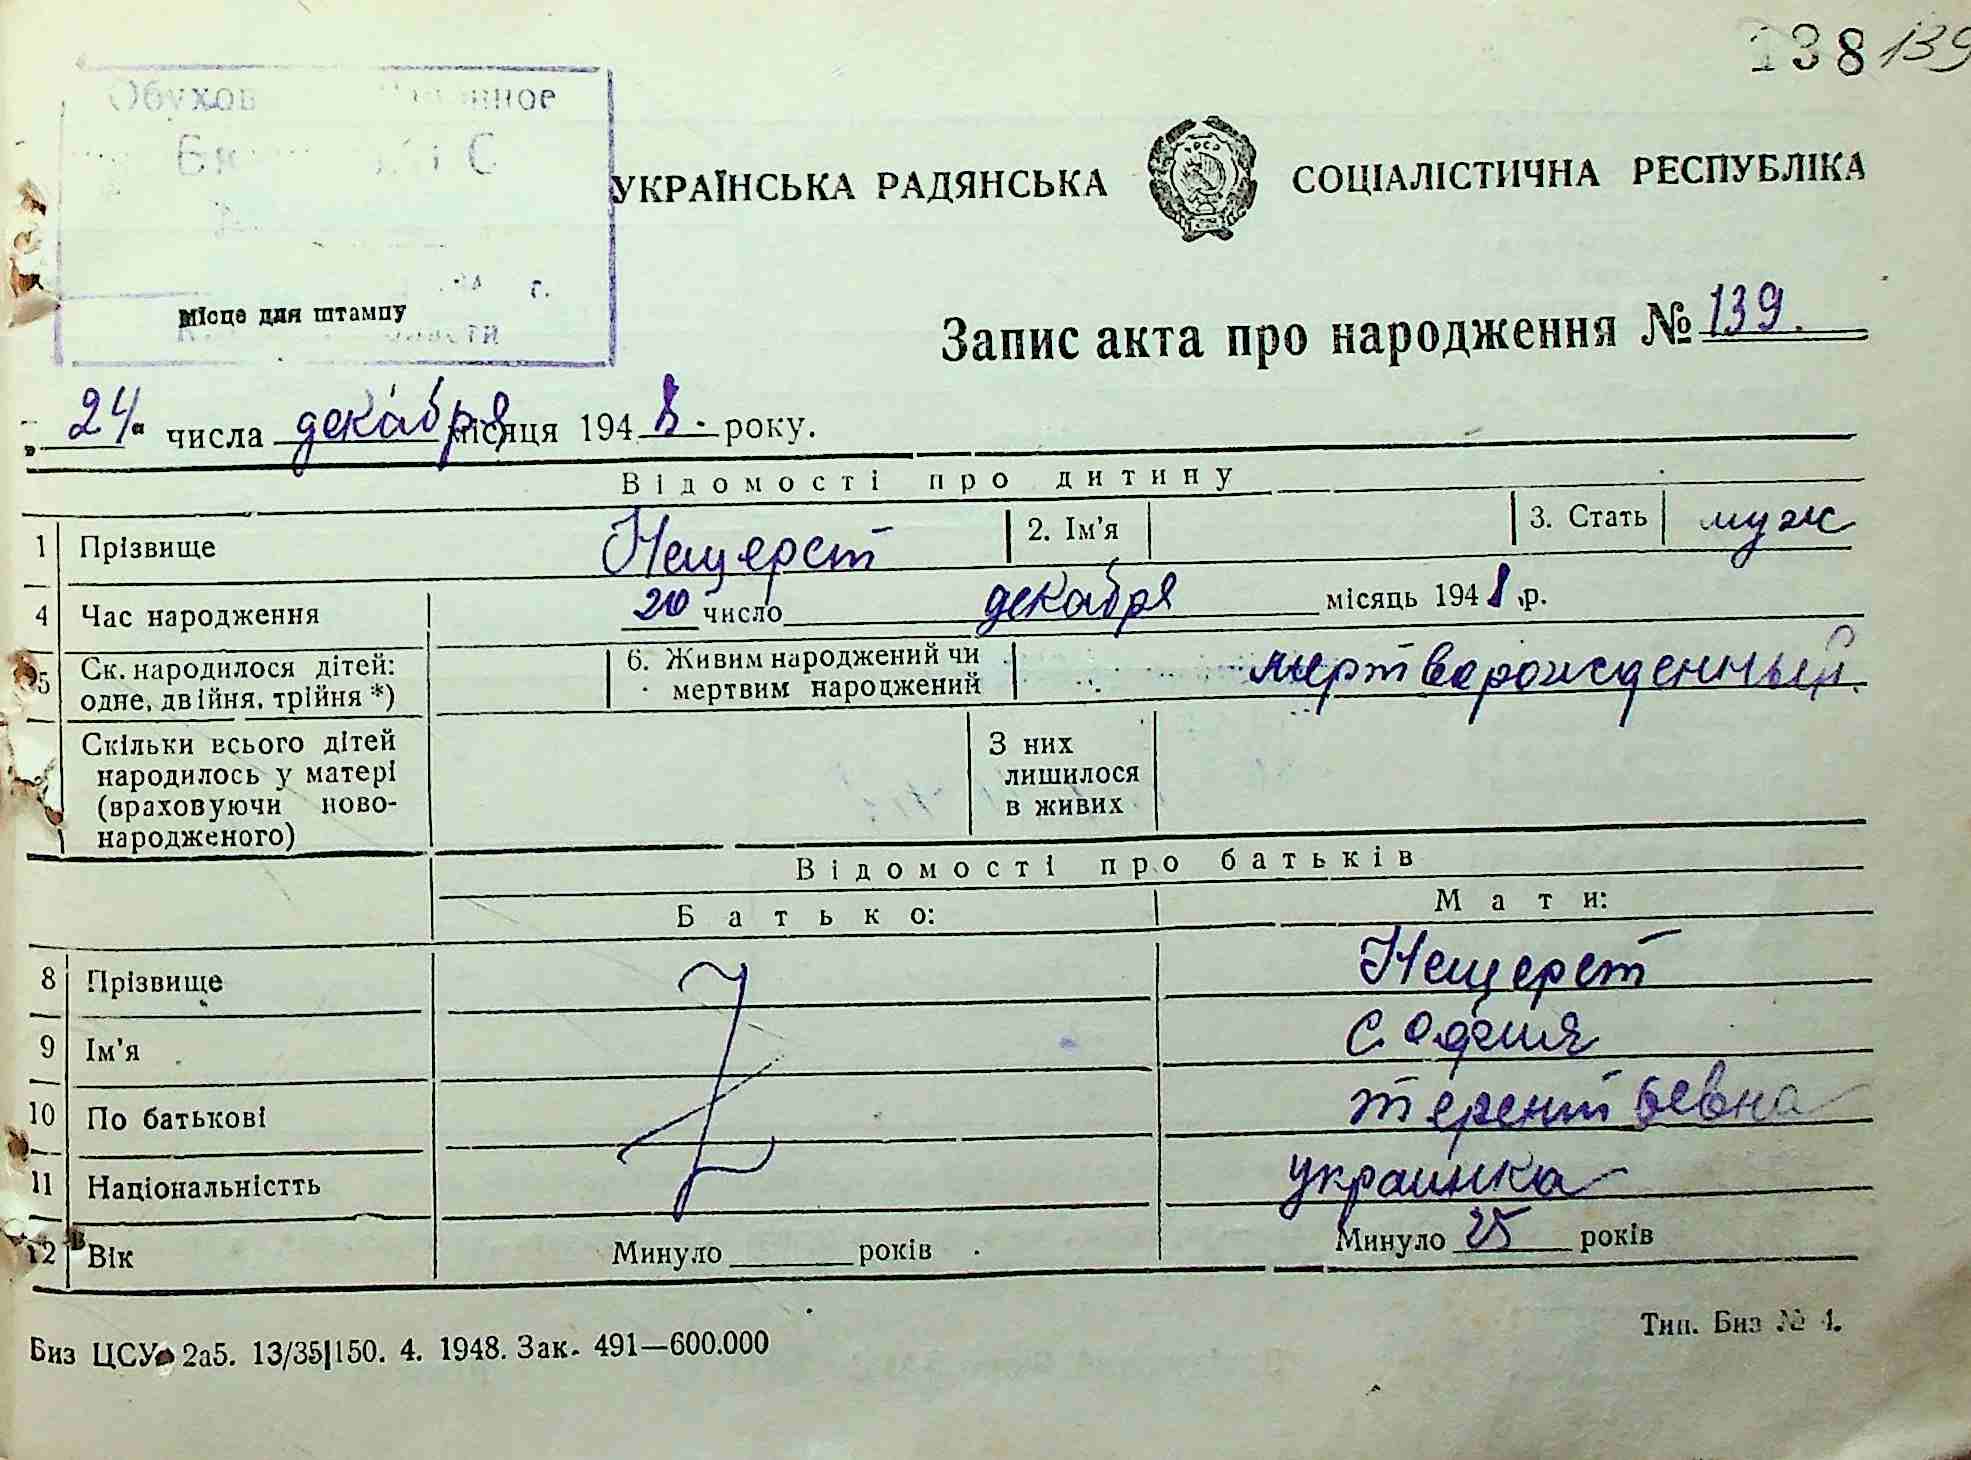 138 139
Обухов
УКРАЇНСЬКА РАДЯНСЬКА СОЦІАЛІСТИЧНА РЕСПУБЛІКА
г.
Місце для штампу
Запис акта про народження № 139.
„24“ числа декабря місяця 1948. року.
Відомості про дитину
1 Прізвище Нещерет 2. Ім'я 3. Стать муж
4 Час народження 20 число декабря місяць 1948 р.
5 Ск. народилося дітей: одне, двійня, трійня *) 6. Живим народжений чи мертвим народжений мертворожденный.
Скільки всього дітей народилось у матері (враховуючи ново-народженого) З них лишилося в живих
Відомості про батьків
Батько: Мати:
8 Прізвище Нещерет
9 Ім'я София
10 По батькові Терентьевна
11 Національністть украинка
12 Вік Минуло років Минуло 25 років
Биз ЦСУ 2а5. 13/35|150. 4. 1948. Зак. 491—600.000 Тип. Биз № 1.